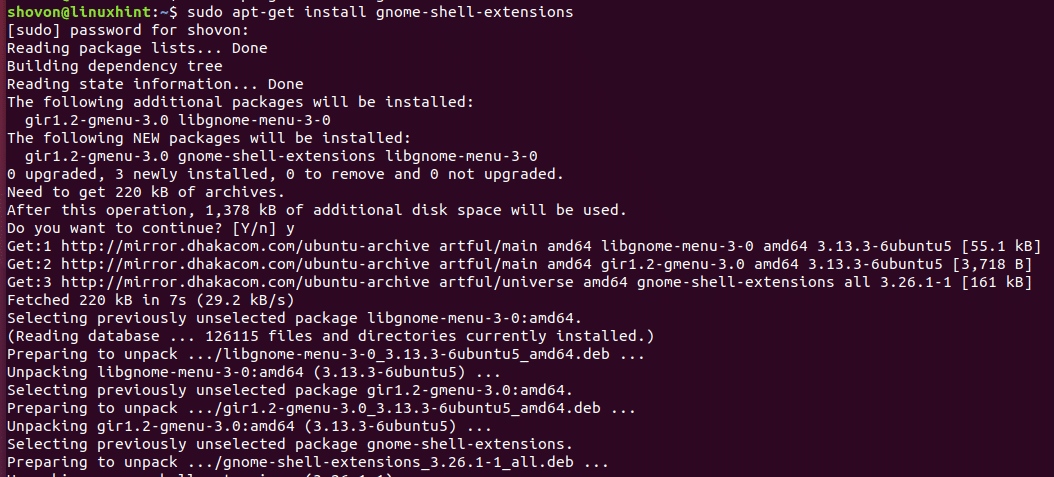 shovon@linuxhint:~$ sudo apt-get install gnome-shell-extensions
[sudo] password for shovon:
Reading package lists... Done
Building dependency tree
Reading state information... Done
The following additional packages will be installed:
  gir1.2-gmenu-3.0 libgnome-menu-3-0
The following NEW packages will be installed:
  gir1.2-gmenu-3.0 gnome-shell-extensions libgnome-menu-3-0
0 upgraded, 3 newly installed, 0 to remove and 0 not upgraded.
Need to get 220 kB of archives.
After this operation, 1,378 kB of additional disk space will be used.
Do you want to continue? [Y/n] y
Get:1 http://mirror.dhakacom.com/ubuntu-archive artful/main amd64 libgnome-menu-3-0 amd64 3.13.3-6ubuntu5 [55.1 kB]
Get:2 http://mirror.dhakacom.com/ubuntu-archive artful/main amd64 gir1.2-gmenu-3.0 amd64 3.13.3-6ubuntu5 [3,718 B]
Get:3 http://mirror.dhakacom.com/ubuntu-archive artful/universe amd64 gnome-shell-extensions all 3.26.1-1 [161 kB]
Fetched 220 kB in 7s (29.2 kB/s)
Selecting previously unselected package libgnome-menu-3-0:amd64.
(Reading database ... 126115 files and directories currently installed.)
Preparing to unpack .../libgnome-menu-3-0_3.13.3-6ubuntu5_amd64.deb ...
Unpacking libgnome-menu-3-0:amd64 (3.13.3-6ubuntu5) ...
Selecting previously unselected package gir1.2-gmenu-3.0:amd64.
Preparing to unpack .../gir1.2-gmenu-3.0_3.13.3-6ubuntu5_amd64.deb ...
Unpacking gir1.2-gmenu-3.0:amd64 (3.13.3-6ubuntu5) ...
Selecting previously unselected package gnome-shell-extensions.
Preparing to unpack .../gnome-shell-extensions_3.26.1-1_all.deb ...